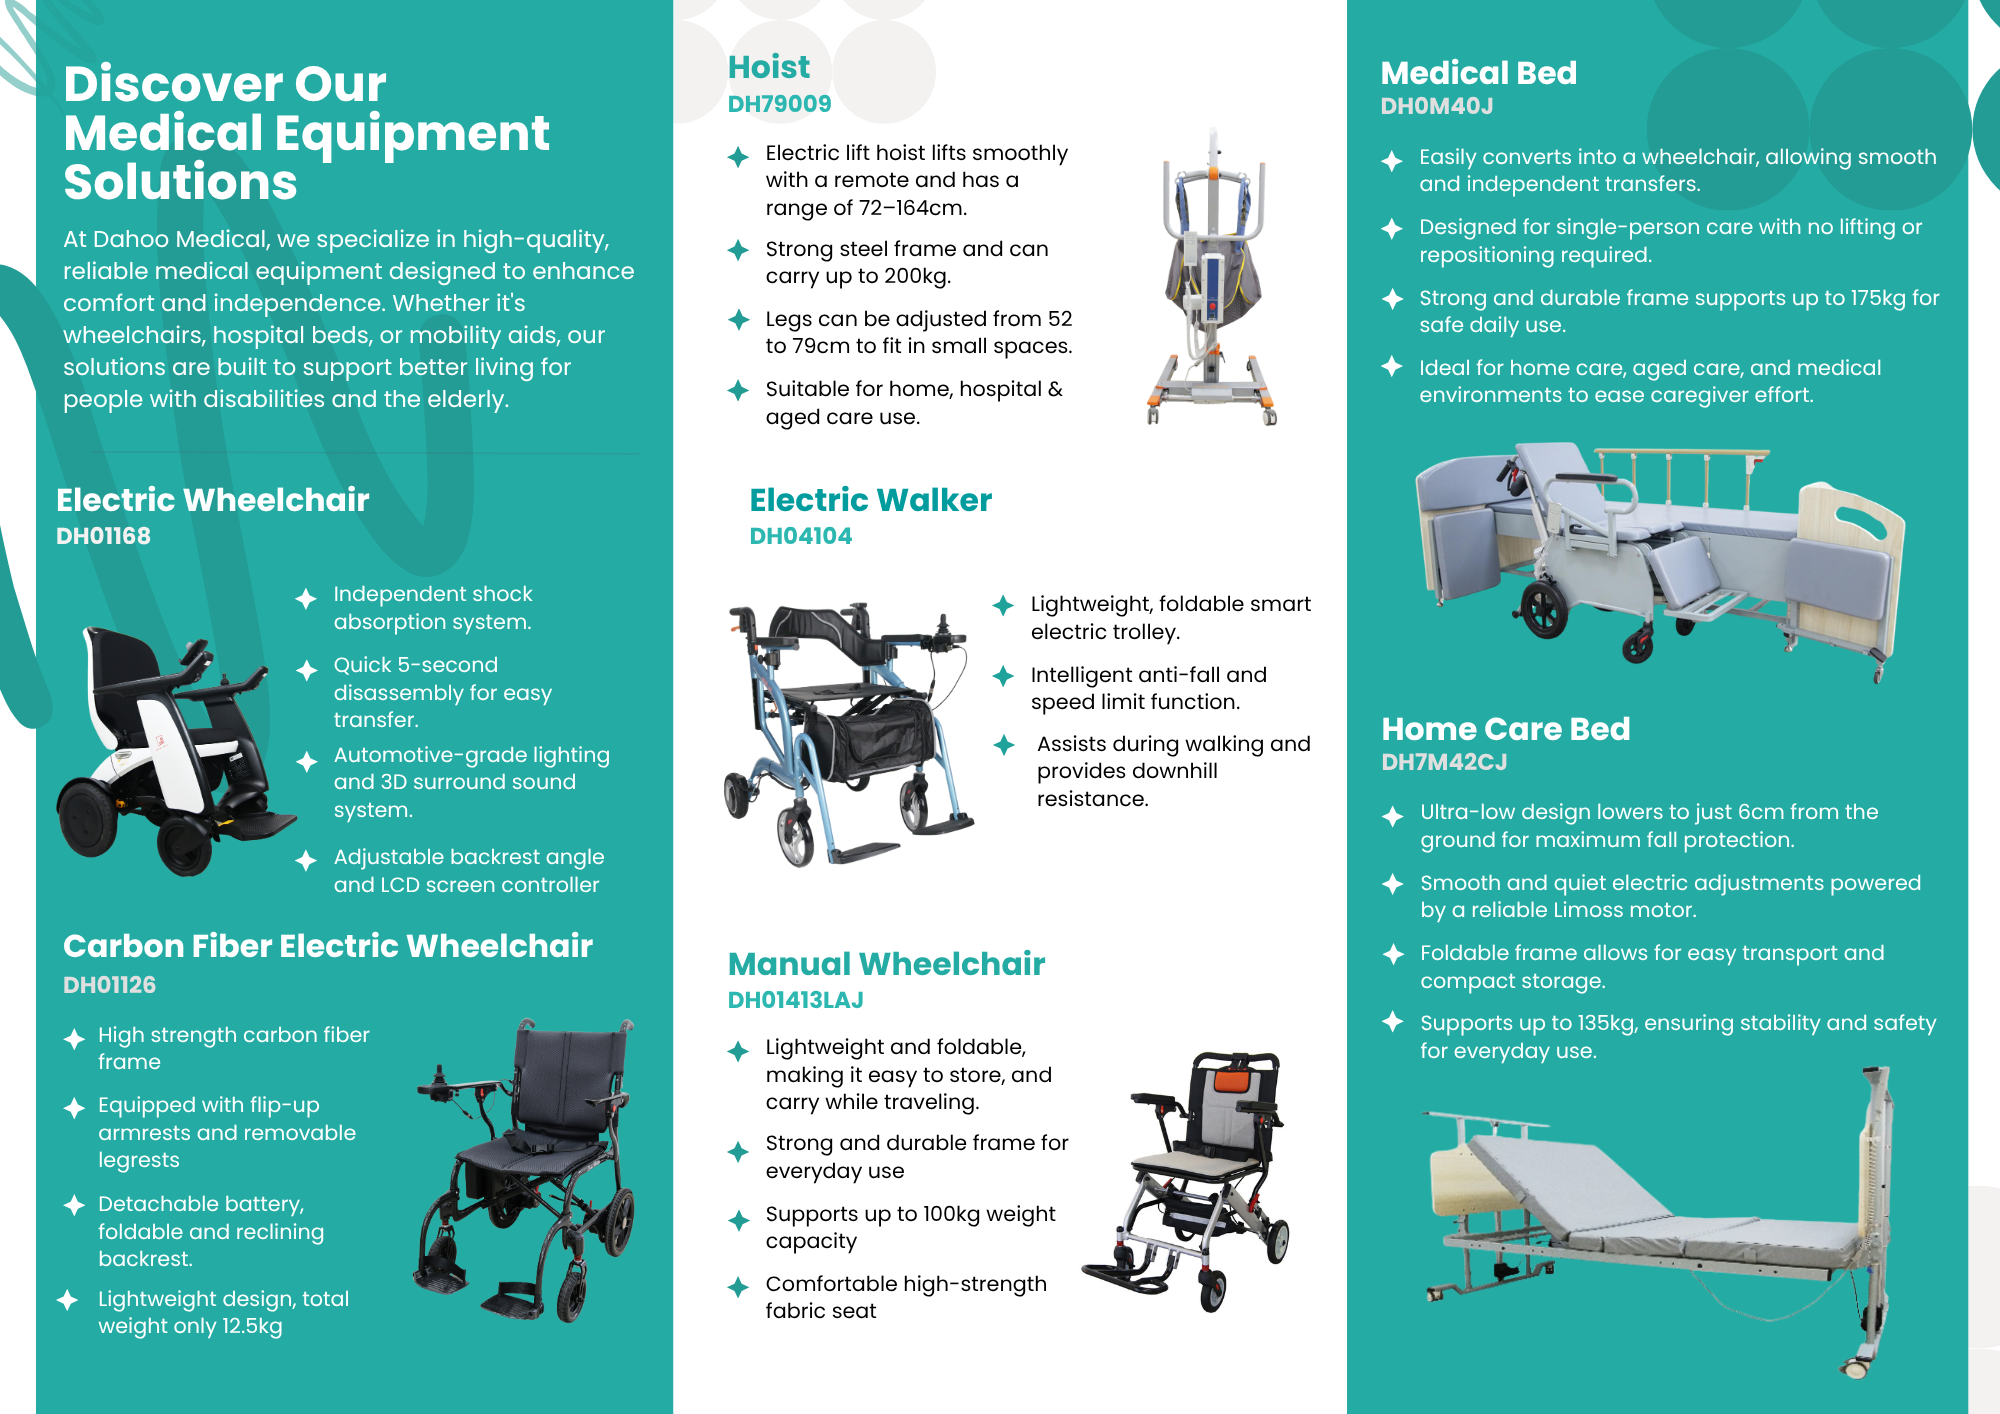 Discover Our
Medical Equipment
Solutions
At Dahoo Medical, we specialize in high-quality,
reliable medical equipment designed to enhance
comfort and independence. Whether it's
wheelchairs, hospital beds, or mobility aids, our
solutions are built to support better living for
people with disabilities and the elderly.
Electric Wheelchair
DH01168
Independent shock
absorption system.
Quick 5-second
disassembly for easy
transfer.
Automotive-grade lighting
and 3D surround sound
system.
Adjustable backrest angle
and LCD screen controller
Carbon Fiber Electric Wheelchair
DH01126
High strength carbon fiber
frame
Equipped with flip-up
armrests and removable
legrests
Detachable battery,
foldable and reclining
backrest.
Lightweight design, total
weight only 12.5kg
Hoist
DH79009
Electric lift hoist lifts smoothly
with a remote and has a
range of 72–164cm.
Strong steel frame and can
carry up to 200kg.
Legs can be adjusted from 52
to 79cm to fit in small spaces.
Suitable for home, hospital &
aged care use.
Electric Walker
DH04104
Lightweight, foldable smart
electric trolley.
Intelligent anti-fall and
speed limit function.
Assists during walking and
provides downhill
resistance.
Manual Wheelchair
DH01413LAJ
Lightweight and foldable,
making it easy to store, and
carry while traveling.
Strong and durable frame for
everyday use
Supports up to 100kg weight
capacity
Comfortable high-strength
fabric seat
Medical Bed
DH0M40J
Easily converts into a wheelchair, allowing smooth
and independent transfers.
Designed for single-person care with no lifting or
repositioning required.
Strong and durable frame supports up to 175kg for
safe daily use.
Ideal for home care, aged care, and medical
environments to ease caregiver effort.
Home Care Bed
DH7M42CJ
Ultra-low design lowers to just 6cm from the
ground for maximum fall protection.
Smooth and quiet electric adjustments powered
by a reliable Limoss motor.
Foldable frame allows for easy transport and
compact storage.
Supports up to 135kg, ensuring stability and safety
for everyday use.